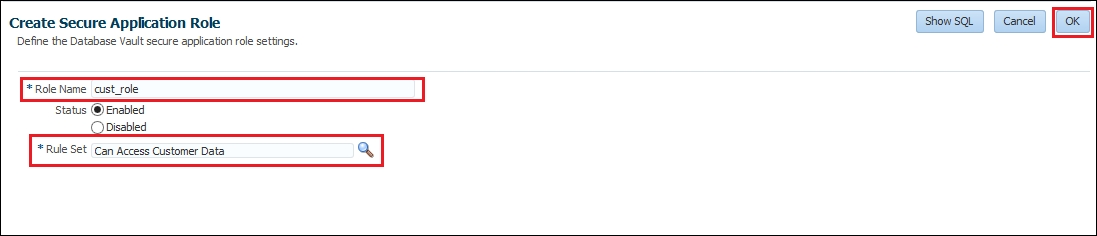 Create Secure Application Role
Show SQL Cancel OK
Define the Database Vault secure application role settings.
* Role Name cust_role
Status Enabled
Disabled
* Rule Set Can Access Customer Data